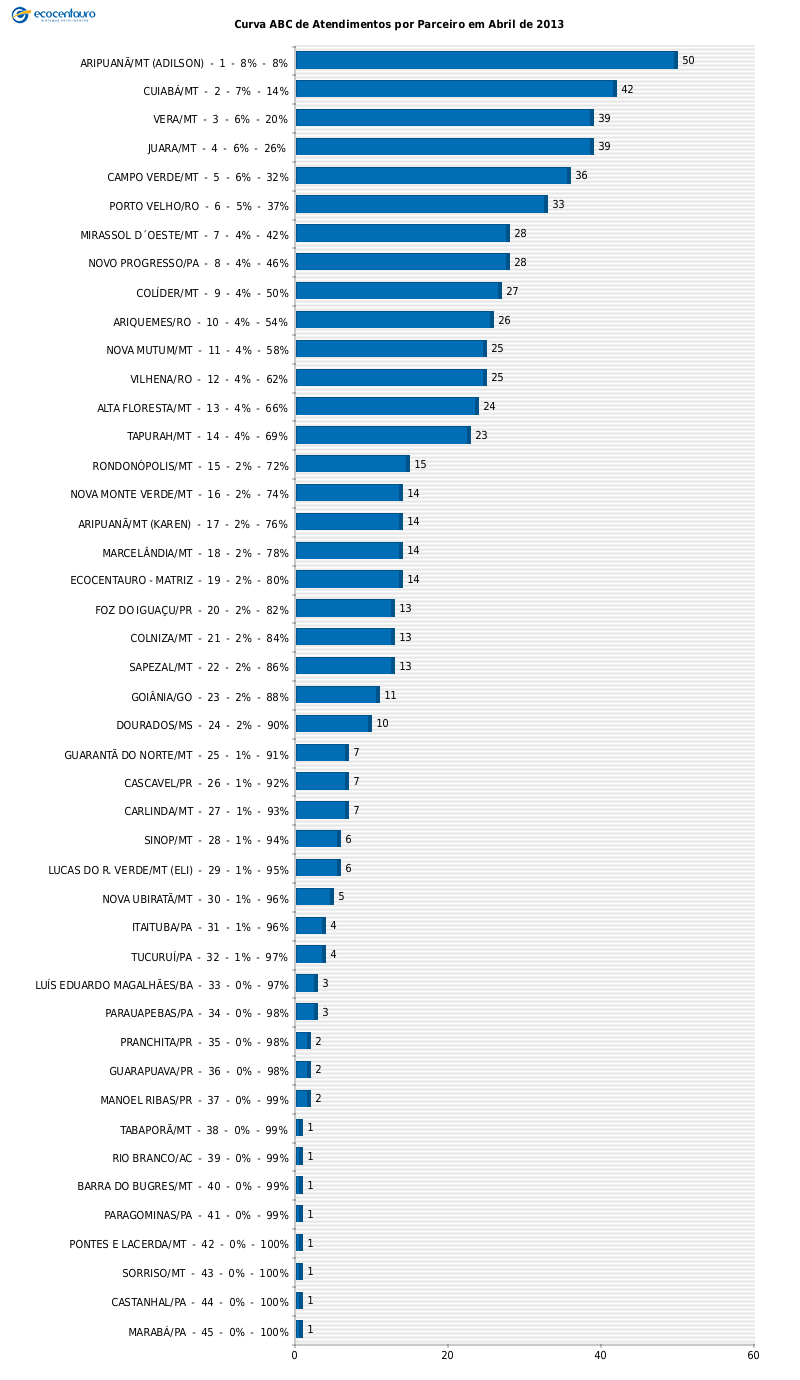 ecocentauro
Curva ABC de Atendimentos por Parceiro em Abril de 2013
ARIPUANÃ/MT (ADILSON) - 1 - 8% - 8% 50
CUIABÁ/MT - 2 - 7% - 14% 42
VERA/MT - 3 - 6% - 20% 39
JUARA/MT - 4 - 6% - 26% 39
CAMPO VERDE/MT - 5 - 6% - 32% 36
PORTO VELHO/RO - 6 - 5% - 37% 33
MIRASSOL D´OESTE/MT - 7 - 4% - 42% 28
NOVO PROGRESSO/PA - 8 - 4% - 46% 28
COLÍDER/MT - 9 - 4% - 50% 27
ARIQUEMES/RO - 10 - 4% - 54% 26
NOVA MUTUM/MT - 11 - 4% - 58% 25
VILHENA/RO - 12 - 4% - 62% 25
ALTA FLORESTA/MT - 13 - 4% - 66% 24
TAPURAH/MT - 14 - 4% - 69% 23
RONDONÓPOLIS/MT - 15 - 2% - 72% 15
NOVA MONTE VERDE/MT - 16 - 2% - 74% 14
ARIPUANÃ/MT (KAREN) - 17 - 2% - 76% 14
MARCELÂNDIA/MT - 18 - 2% - 78% 14
ECOCENTAURO - MATRIZ - 19 - 2% - 80% 14
FOZ DO IGUAÇU/PR - 20 - 2% - 82% 13
COLNIZA/MT - 21 - 2% - 84% 13
SAPEZAL/MT - 22 - 2% - 86% 13
GOIÂNIA/GO - 23 - 2% - 88% 11
DOURADOS/MS - 24 - 2% - 90% 10
GUARANTÃ DO NORTE/MT - 25 - 1% - 91% 7
CASCAVEL/PR - 26 - 1% - 92% 7
CARLINDA/MT - 27 - 1% - 93% 7
SINOP/MT - 28 - 1% - 94% 6
LUCAS DO R. VERDE/MT (ELI) - 29 - 1% - 95% 6
NOVA UBIRATÃ/MT - 30 - 1% - 96% 5
ITAITUBA/PA - 31 - 1% - 96% 4
TUCURUÍ/PA - 32 - 1% - 97% 4
LUÍS EDUARDO MAGALHÃES/BA - 33 - 0% - 97% 3
PARAUAPEBAS/PA - 34 - 0% - 98% 3
PRANCHITA/PR - 35 - 0% - 98% 2
GUARAPUAVA/PR - 36 - 0% - 98% 2
MANOEL RIBAS/PR - 37 - 0% - 99% 2
TABAPORÃ/MT - 38 - 0% - 99% 1
RIO BRANCO/AC - 39 - 0% - 99% 1
BARRA DO BUGRES/MT - 40 - 0% - 99% 1
PARAGOMINAS/PA - 41 - 0% - 99% 1
PONTES E LACERDA/MT - 42 - 0% - 100% 1
SORRISO/MT - 43 - 0% - 100% 1
CASTANHAL/PA - 44 - 0% - 100% 1
MARABÁ/PA - 45 - 0% - 100% 1
0 20 40 60